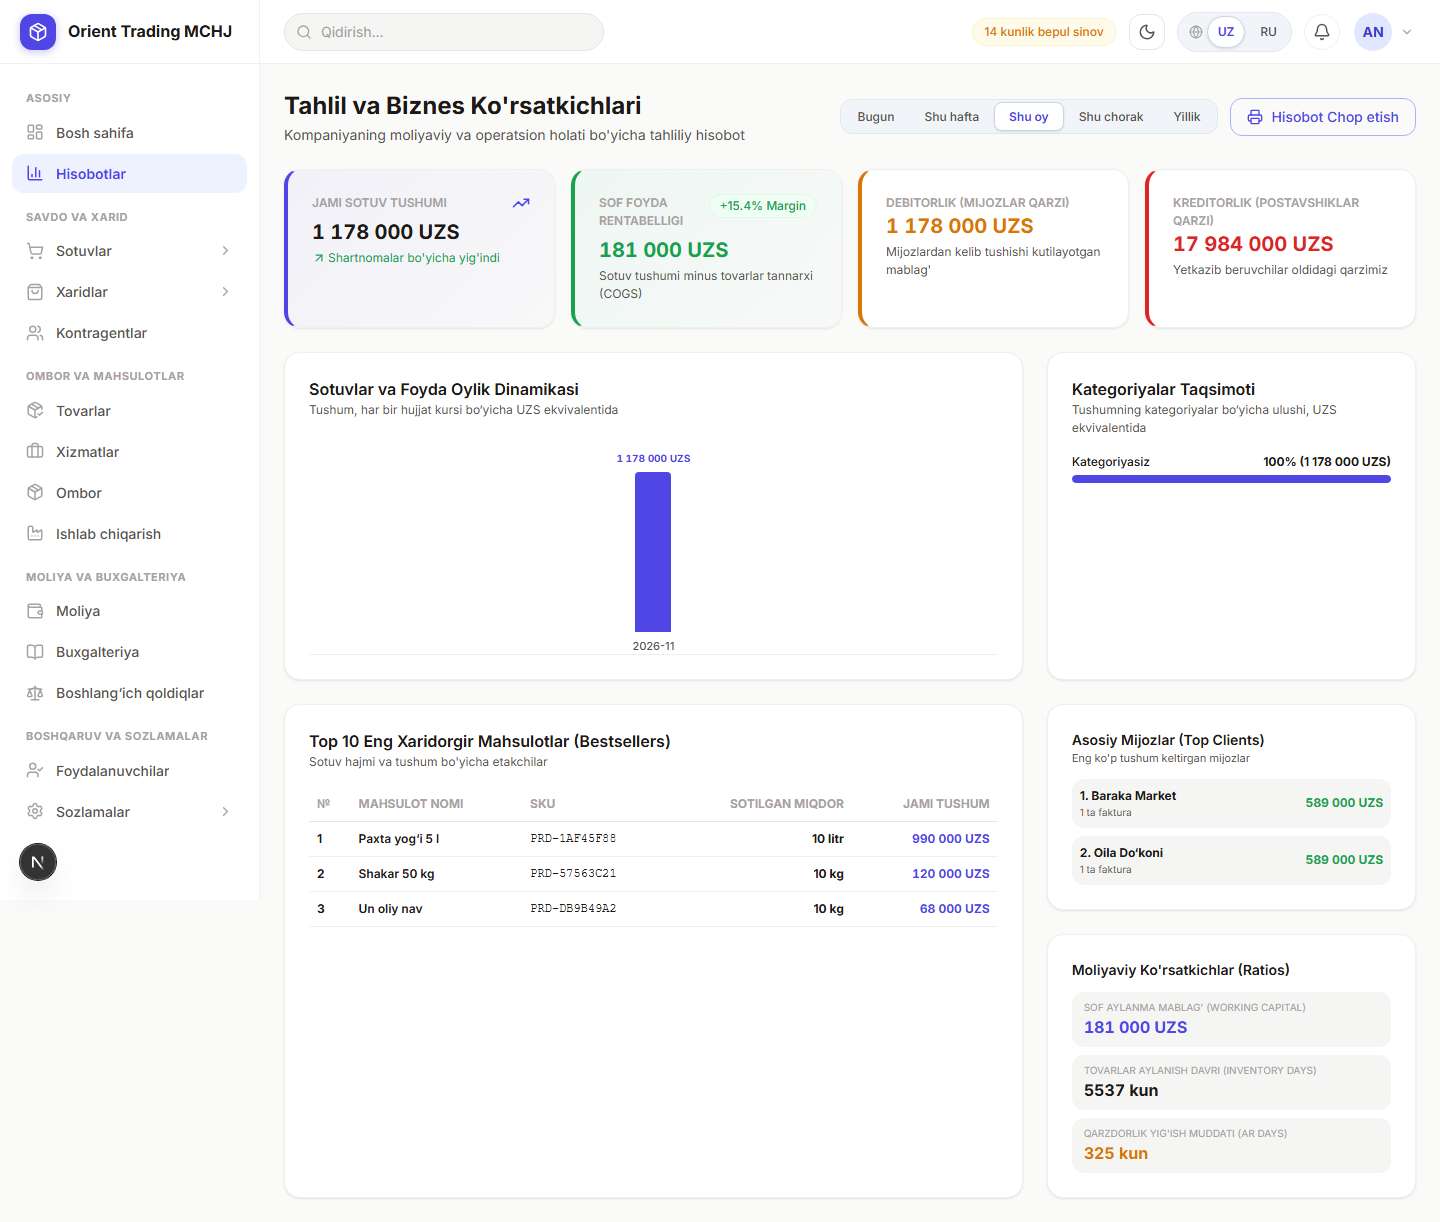 Orient Trading MCHJ
Qidirish...
14 kunlik bepul sinov
UZ
RU
AN
ASOSIY
Bosh sahifa
Hisobotlar
SAVDO VA XARID
Sotuvlar
Xaridlar
Kontragentlar
OMBOR VA MAHSULOTLAR
Tovarlar
Xizmatlar
Ombor
Ishlab chiqarish
MOLIYA VA BUXGALTERIYA
Moliya
Buxgalteriya
Boshlang‘ich qoldiqlar
BOSHQARUV VA SOZLAMALAR
Foydalanuvchilar
Sozlamalar
N
Tahlil va Biznes Ko'rsatkichlari
Kompaniyaning moliyaviy va operatsion holati bo'yicha tahliliy hisobot
Bugun
Shu hafta
Shu oy
Shu chorak
Yillik
Hisobot Chop etish
JAMI SOTUV TUSHUMI
1 178 000 UZS
Shartnomalar bo'yicha yig'indi
SOF FOYDA
RENTABELLIGI
+15.4% Margin
181 000 UZS
Sotuv tushumi minus tovarlar tannarxi
(COGS)
DEBITORLIK (MIJOZLAR QARZI)
1 178 000 UZS
Mijozlardan kelib tushishi kutilayotgan
mablag'
KREDITORLIK (POSTAVSHIKLAR
QARZI)
17 984 000 UZS
Yetkazib beruvchilar oldidagi qarzimiz
Sotuvlar va Foyda Oylik Dinamikasi
Tushum, har bir hujjat kursi bo‘yicha UZS ekvivalentida
1 178 000 UZS
2026-11
Kategoriyalar Taqsimoti
Tushumning kategoriyalar bo‘yicha ulushi, UZS
ekvivalentida
Kategoriyasiz
100% (1 178 000 UZS)
Top 10 Eng Xaridorgir Mahsulotlar (Bestsellers)
Sotuv hajmi va tushum bo'yicha etakchilar
№ MAHSULOT NOMI SKU SOTILGAN MIQDOR JAMI TUSHUM
1 Paxta yog‘i 5 l PRD-1AF45F88 10 litr 990 000 UZS
2 Shakar 50 kg PRD-57563C21 10 kg 120 000 UZS
3 Un oliy nav PRD-DB9B49A2 10 kg 68 000 UZS
Asosiy Mijozlar (Top Clients)
Eng ko'p tushum keltirgan mijozlar
1. Baraka Market
1 ta faktura
589 000 UZS
2. Oila Do‘koni
1 ta faktura
589 000 UZS
Moliyaviy Ko'rsatkichlar (Ratios)
SOF AYLANMA MABLAG' (WORKING CAPITAL)
181 000 UZS
TOVARLAR AYLANISH DAVRI (INVENTORY DAYS)
5537 kun
QARZDORLIK YIG'ISH MUDDATI (AR DAYS)
325 kun